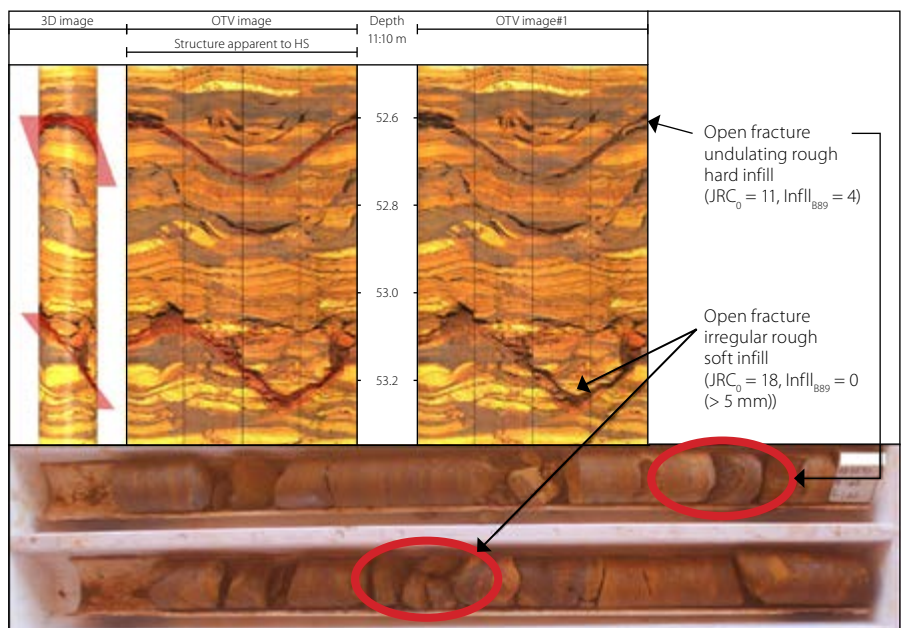 3D image
OTV image
Depth
11:10 m
OTV image#1
Structure apparent to HS
52.6
52.8
53.0
53.2
Open fracture
undulating rough
hard infill
(JRC₀ = 11, Infll_B89 = 4)
Open fracture
irregular rough
soft infill
(JRC₀ = 18, Infll_B89 = 0
(> 5 mm))